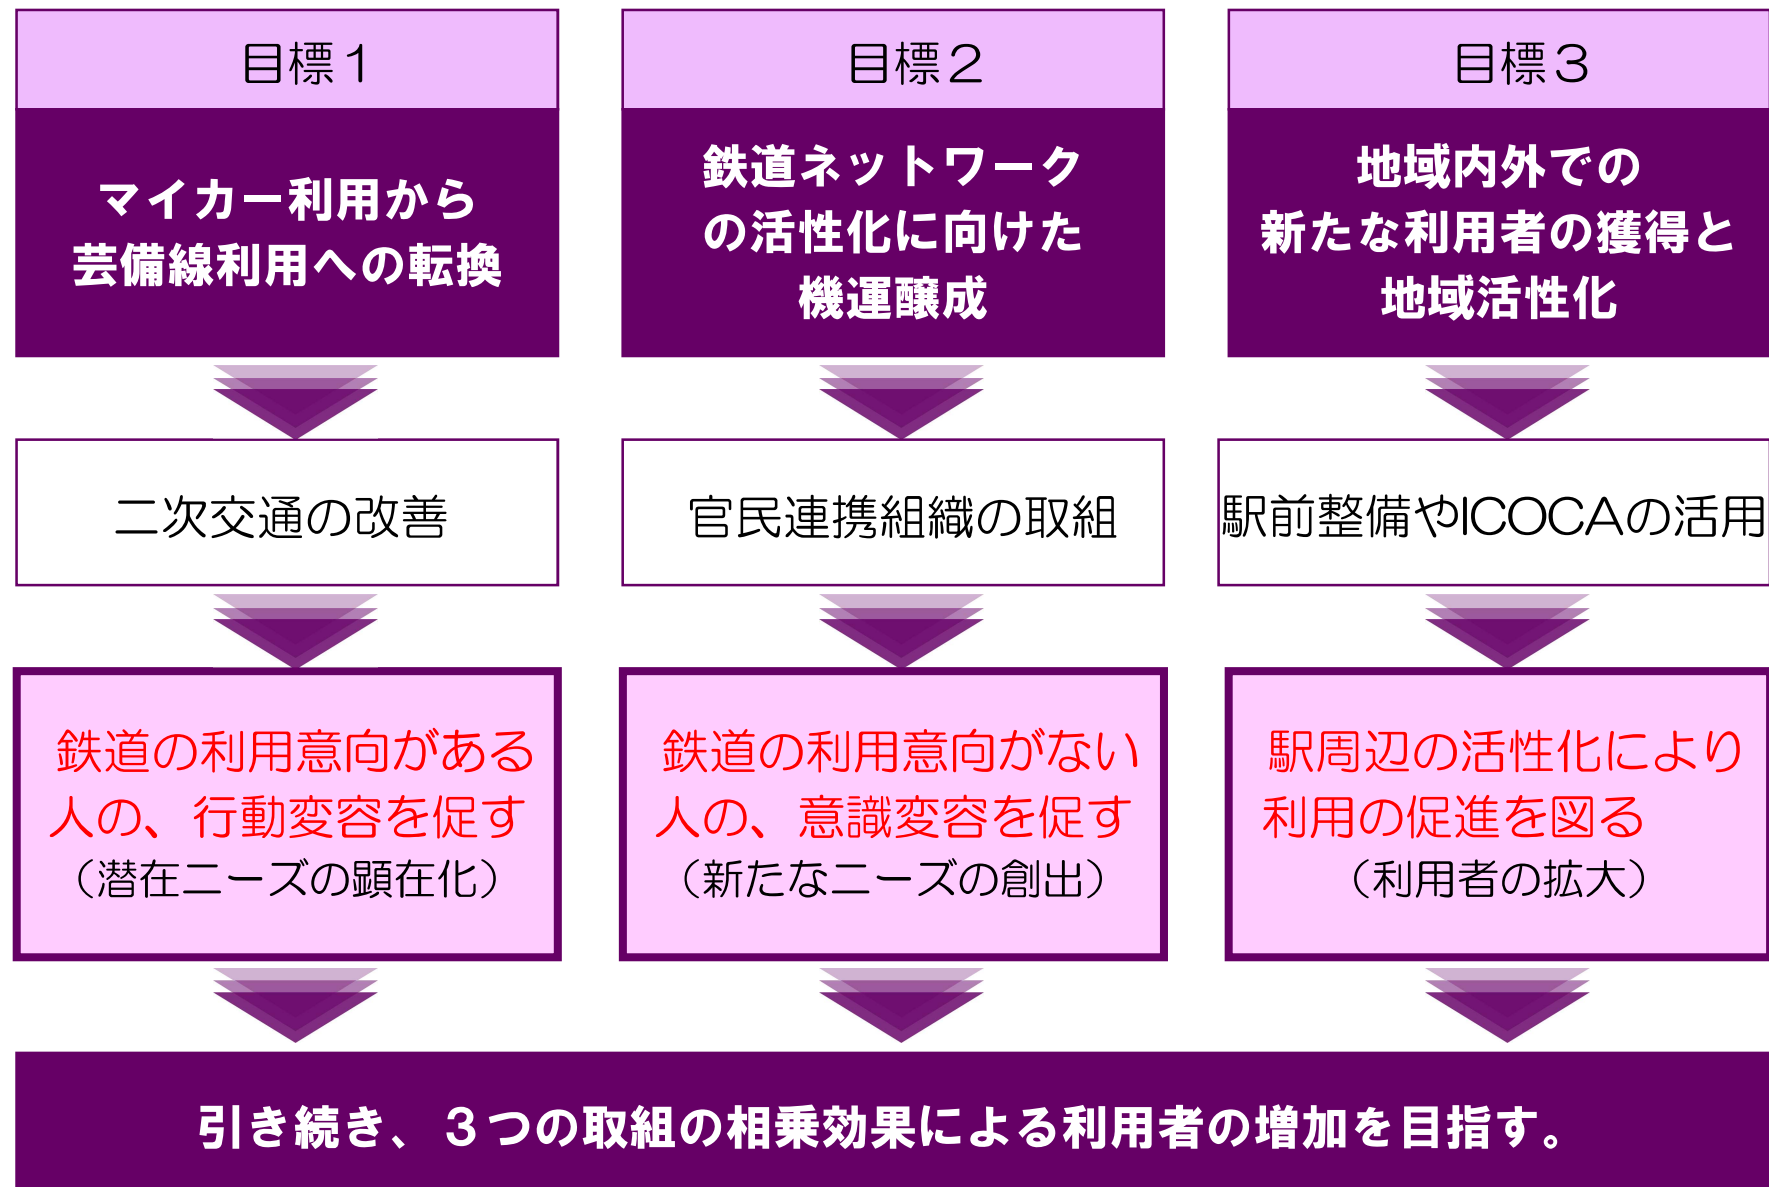 目標１
マイカー利用から
芸備線利用への転換
二次交通の改善
鉄道の利用意向がある
人の、行動変容を促す
（潜在ニーズの顕在化）
目標２
鉄道ネットワーク
の活性化に向けた
機運醸成
官民連携組織の取組
鉄道の利用意向がない
人の、意識変容を促す
（新たなニーズの創出）
目標３
地域内外での
新たな利用者の獲得と
地域活性化
駅前整備やICOCAの活用
駅周辺の活性化により
利用の促進を図る
（利用者の拡大）
引き続き、３つの取組の相乗効果による利用者の増加を目指す。